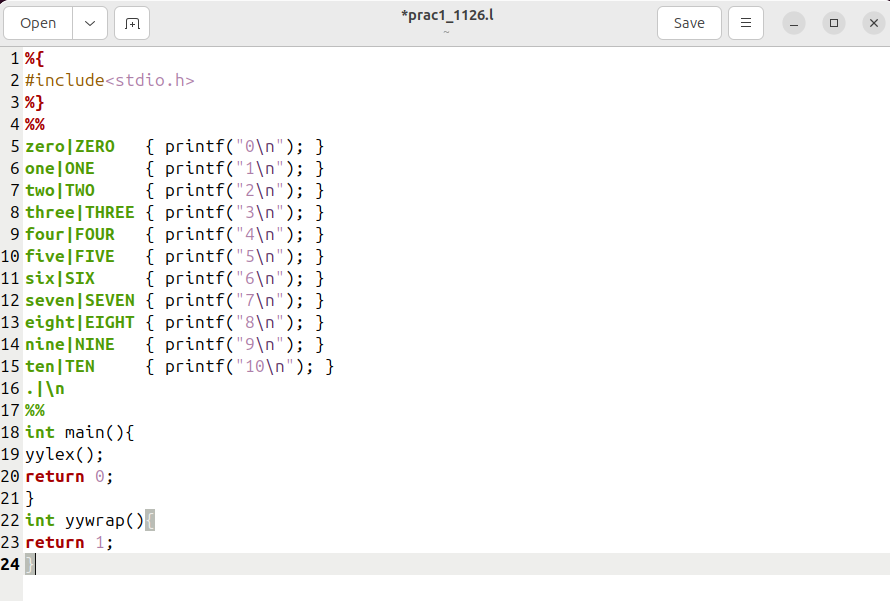 Open
*prac1_1126.l
~
Save
1 %{
2 #include<stdio.h>
3 %}
4 %%
5 zero|ZERO   { printf("0\n"); }
6 one|ONE     { printf("1\n"); }
7 two|TWO     { printf("2\n"); }
8 three|THREE { printf("3\n"); }
9 four|FOUR   { printf("4\n"); }
10 five|FIVE   { printf("5\n"); }
11 six|SIX     { printf("6\n"); }
12 seven|SEVEN { printf("7\n"); }
13 eight|EIGHT { printf("8\n"); }
14 nine|NINE   { printf("9\n"); }
15 ten|TEN     { printf("10\n"); }
16 .|\n
17 %%
18 int main(){
19 yylex();
20 return 0;
21 }
22 int yywrap(){
23 return 1;
24 }